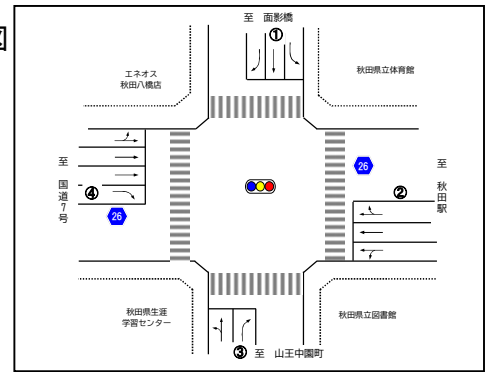 図
至 面影橋
①
エネオス
秋田八橋店
秋田県立体育館
至 国道7号
④
26
26
②
至 秋田駅
秋田県生涯
学習センター
秋田県立図書館
③ 至 山王中園町